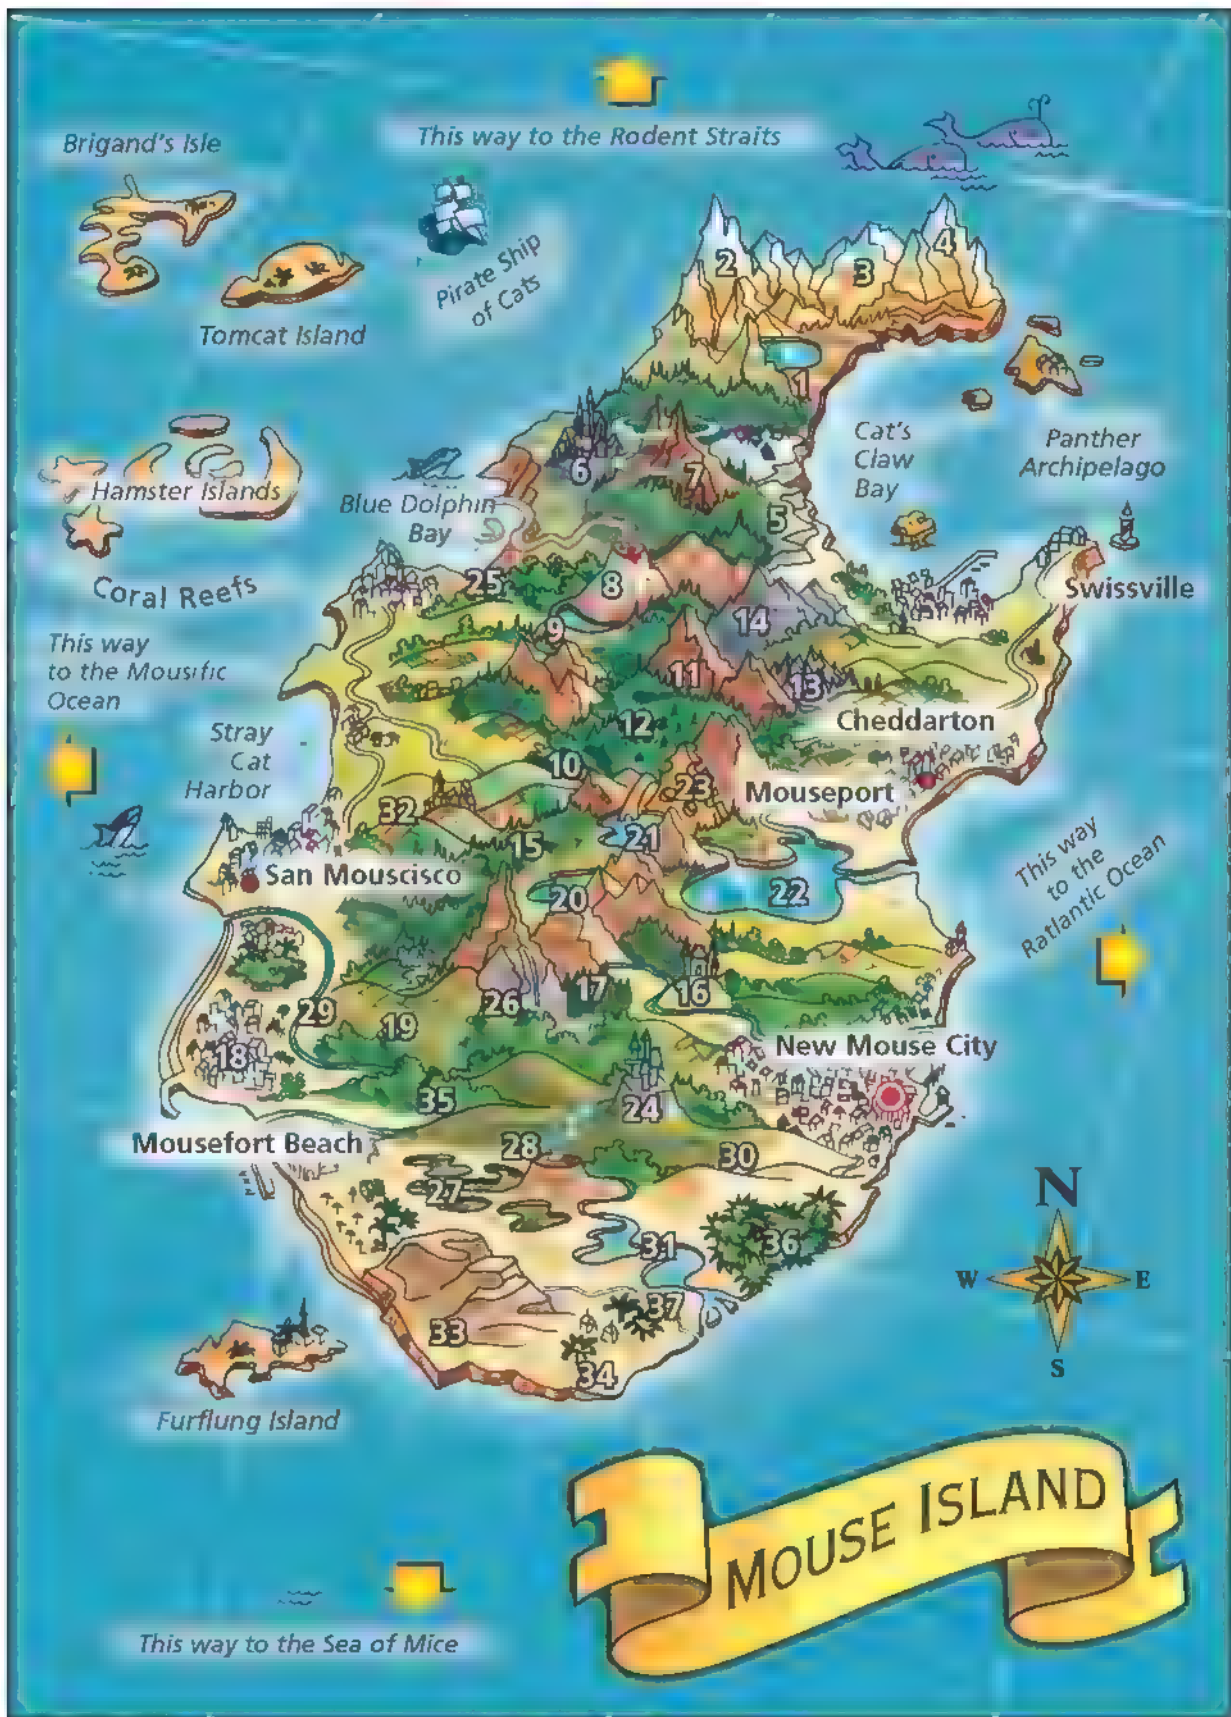 This way to the Rodent Straits
Brigand's Isle
Pirate Ship
of Cats
Tomcat Island
2
3
4
1
Cat's
Claw
Bay
Panther
Archipelago
6
7
Hamster Islands
Blue Dolphin
Bay
5
Coral Reefs
25
8
Swissville
This way
to the Mousific
Ocean
9
14
11
13
12
Cheddarton
Stray
Cat
Harbor
10
23
Mouseport
32
15
21
This way
to the
Ratlantic Ocean
San Mouscisco
20
22
17
16
26
29
19
18
New Mouse City
35
24
Mousefort Beach
28
30
27
31
36
37
33
34
N
W
E
S
Furflung Island
MOUSE ISLAND
This way to the Sea of Mice